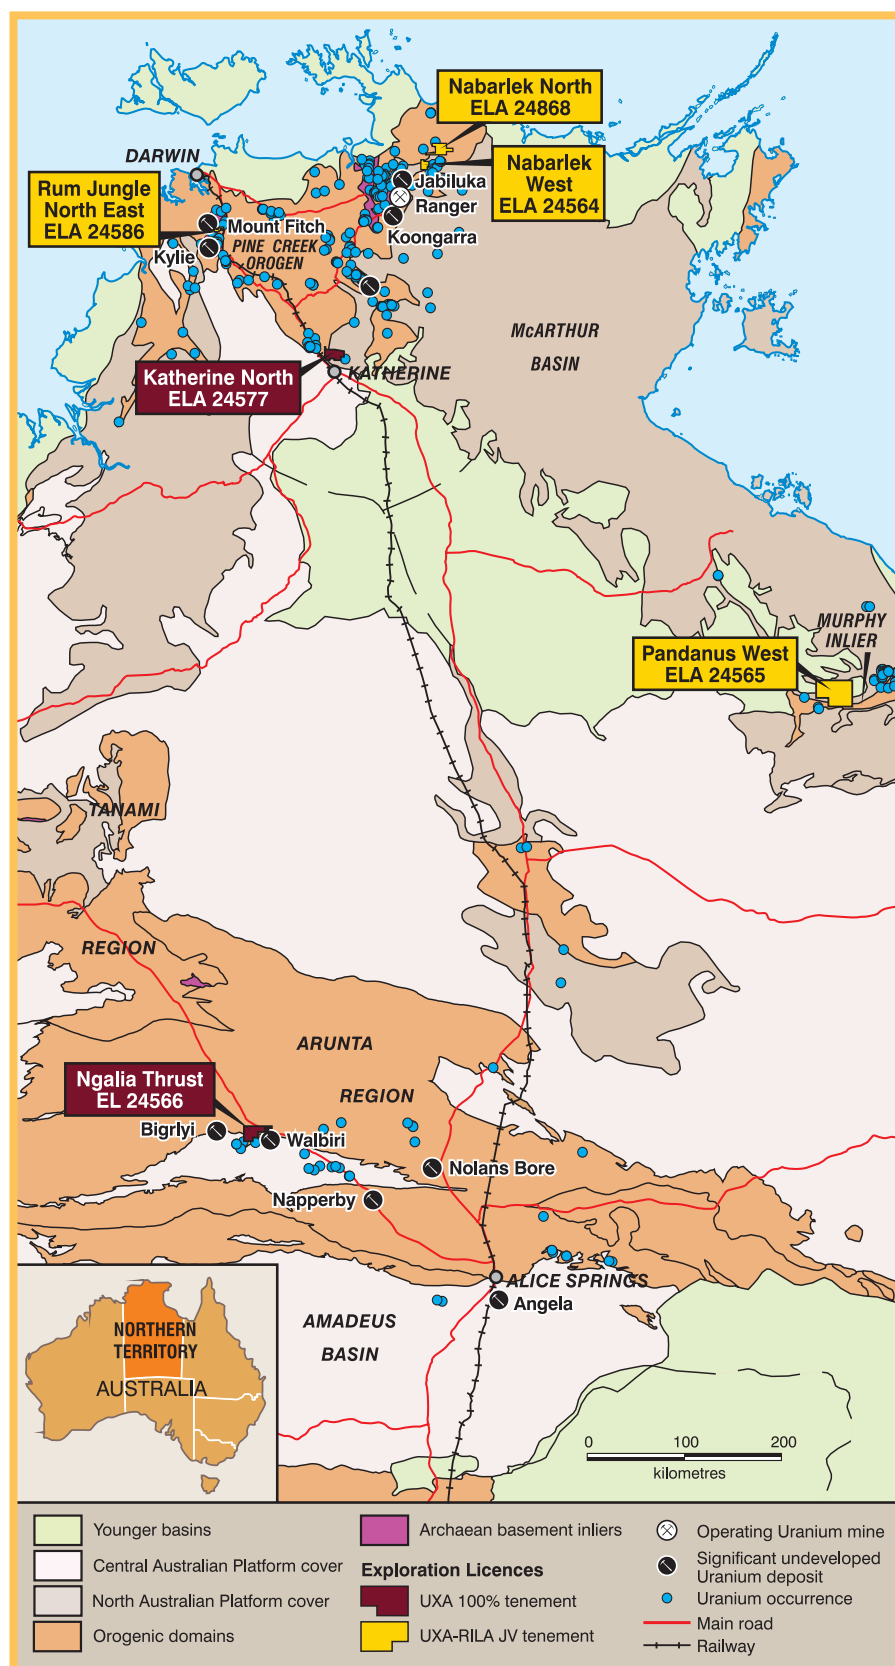 Nabarlek North
ELA 24868
DARWIN
Nabarlek
West
ELA 24564
Rum Jungle
North East
ELA 24586
Jabiluka
Ranger
Koongarra
Mount Fitch
Kylie
PINE CREEK
OROGEN
McARTHUR
BASIN
Katherine North
ELA 24577
KATHERINE
MURPHY
INLIER
Pandanus West
ELA 24565
TANAMI
REGION
ARUNTA
REGION
Ngalia Thrust
EL 24566
Bigrlyi
Walbiri
Nolans Bore
Napperby
ALICE SPRINGS
Angela
AMADEUS
BASIN
NORTHERN
TERRITORY
AUSTRALIA
0 100 200
kilometres
Younger basins
Central Australian Platform cover
North Australian Platform cover
Orogenic domains
Archaean basement inliers
Exploration Licences
UXA 100% tenement
UXA-RILA JV tenement
Operating Uranium mine
Significant undeveloped
Uranium deposit
Uranium occurrence
Main road
Railway